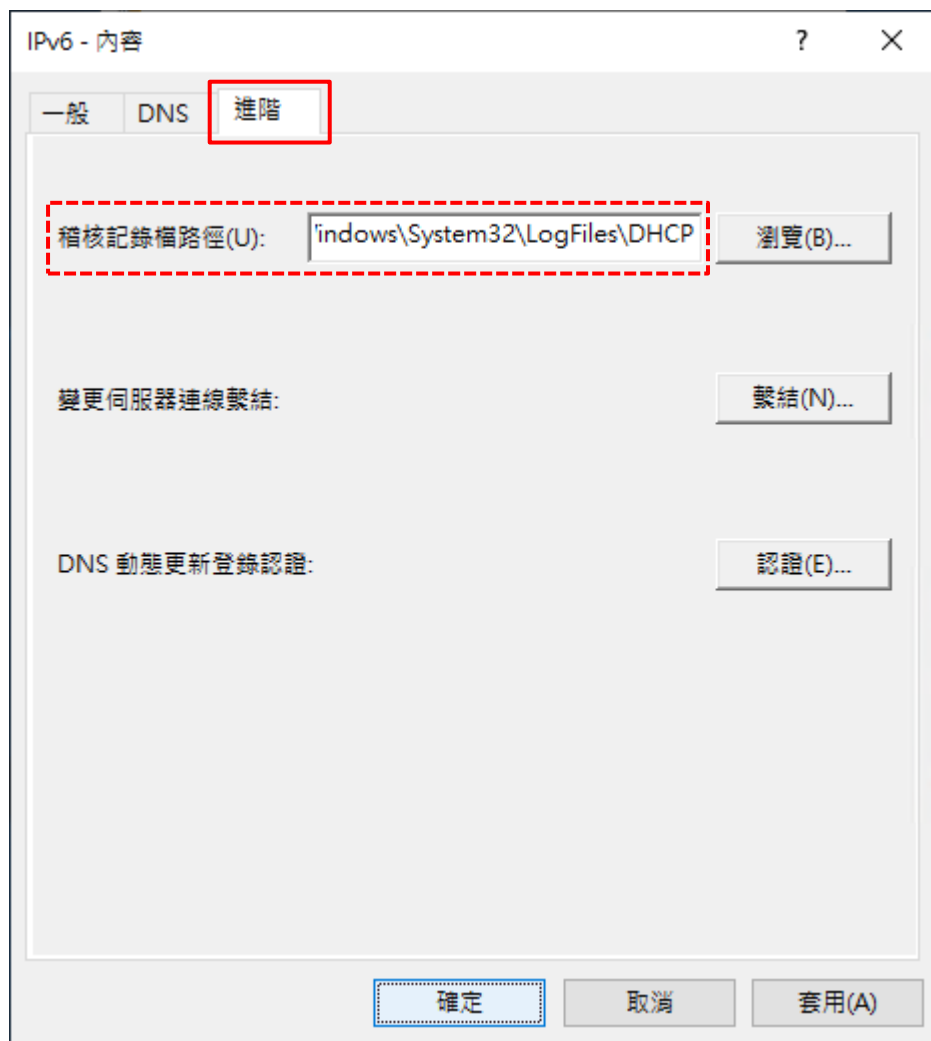 IPv6 - 內容 ? ×
一般 DNS 進階
稽核記錄檔路徑(U): indows\System32\LogFiles\DHCP 瀏覽(B)...
變更伺服器連線繫結: 繫結(N)...
DNS 動態更新登錄認證: 認證(E)...
確定 取消 套用(A)